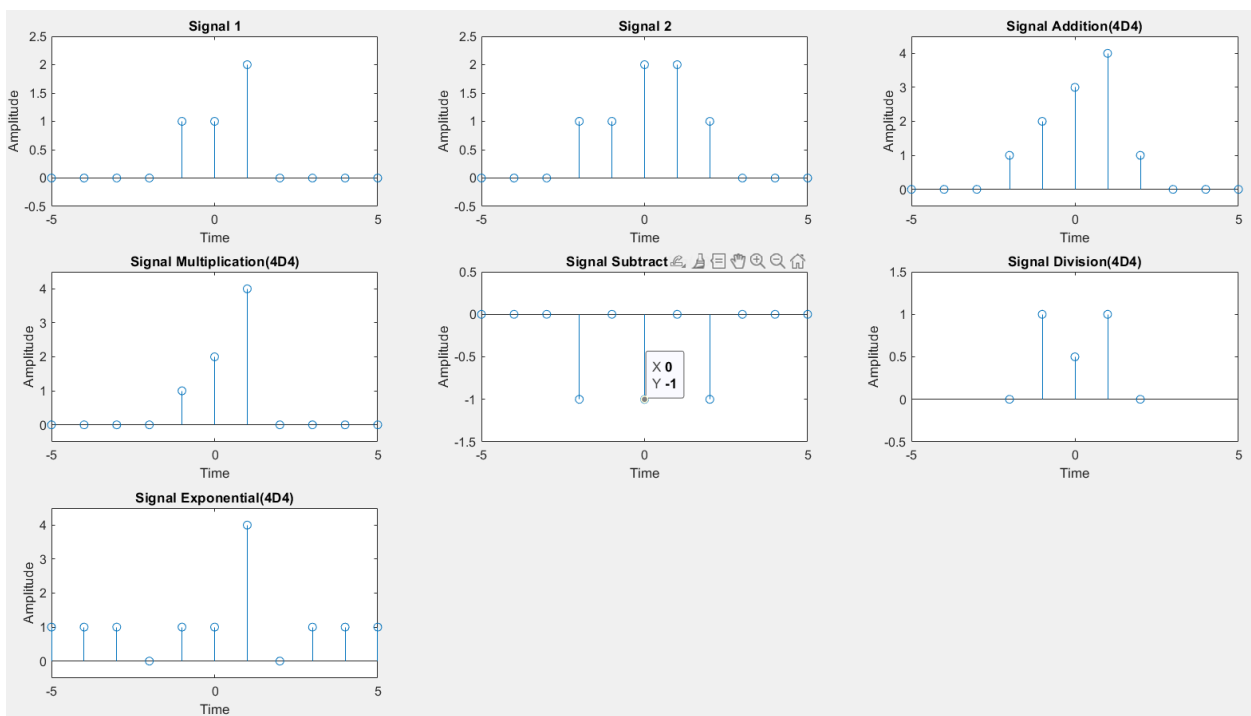 Signal 1
2.5
2
1.5
1
0.5
0
-0.5
Amplitude
-5 0 5
Time
Signal 2
2.5
2
1.5
1
0.5
0
-0.5
Amplitude
-5 0 5
Time
Signal Addition(4D4)
4
3
2
1
0
Amplitude
-5 0 5
Time
Signal Multiplication(4D4)
4
3
2
1
0
Amplitude
-5 0 5
Time
Signal Subtract
0.5
0
-0.5
-1
-1.5
Amplitude
X 0
Y -1
-5 0 5
Time
Signal Division(4D4)
1.5
1
0.5
0
-0.5
Amplitude
-5 0 5
Time
Signal Exponential(4D4)
4
3
2
1
0
Amplitude
-5 0 5
Time